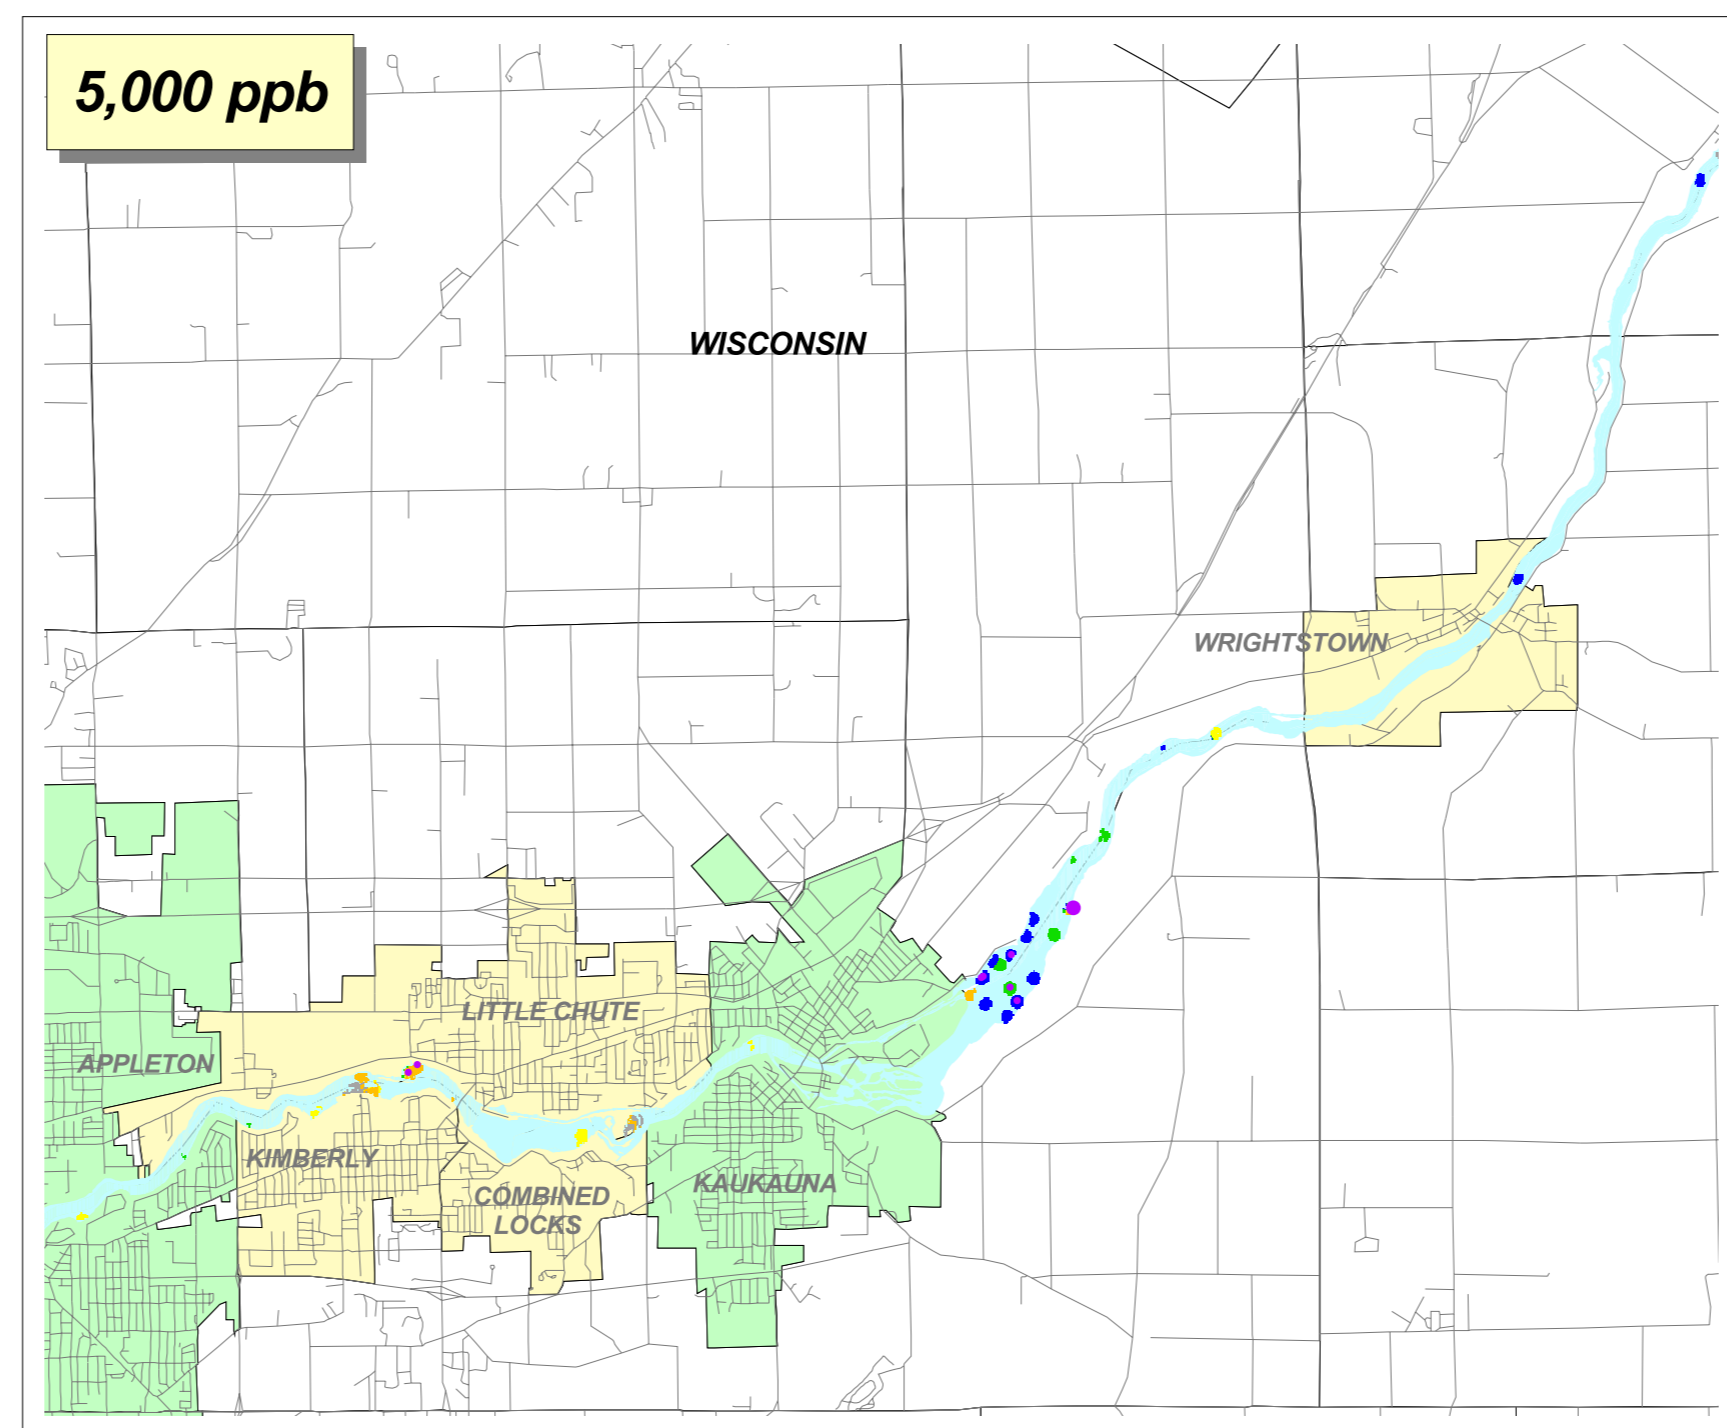 5,000 ppb
WISCONSIN
WRIGHTSTOWN
LITTLE CHUTE
APPLETON
KIMBERLY
COMBINED
LOCKS
KAUKAUNA